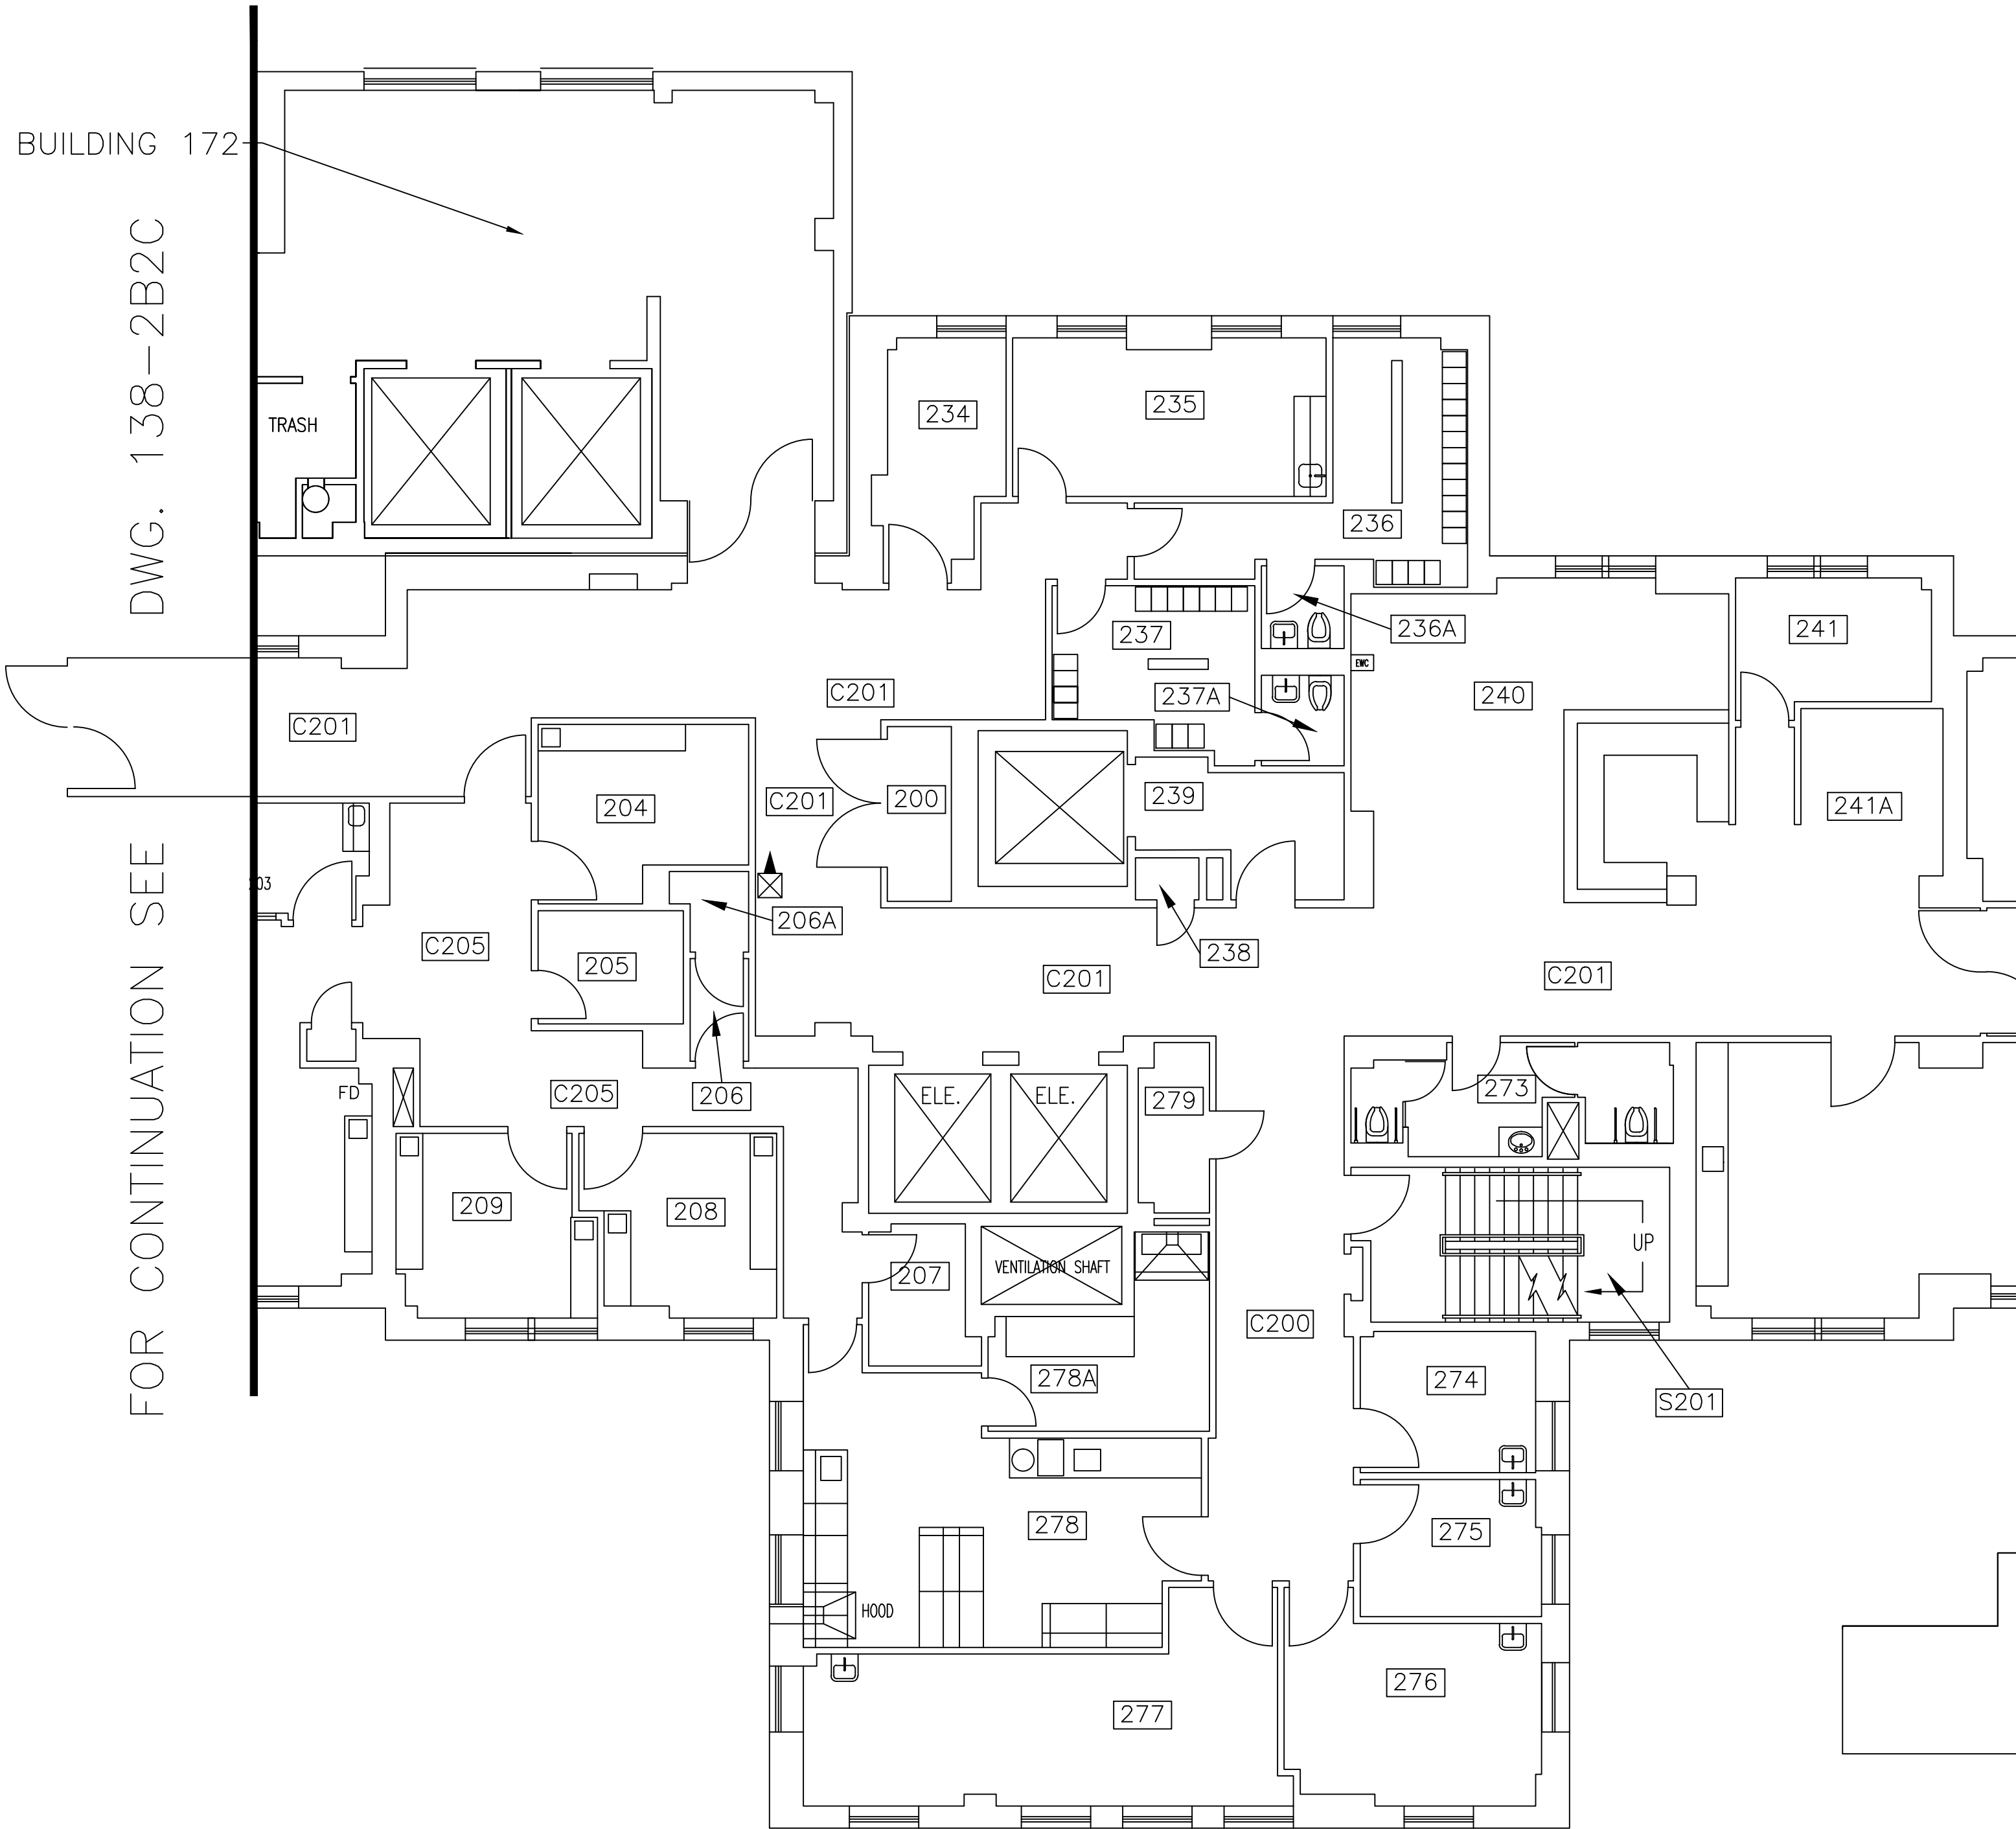 BUILDING 172
DWG. 138-2B2C
FOR CONTINUATION SEE
TRASH
234
235
236
236A
237
237A
EWC
240
241
241A
C201
C201
C201
204
200
239
206A
238
C205
205
C201
C201
206
C205
FD
ELE.
ELE.
279
273
209
208
207
VENTILATION SHAFT
UP
C200
278A
274
S201
278
275
HOOD
276
277